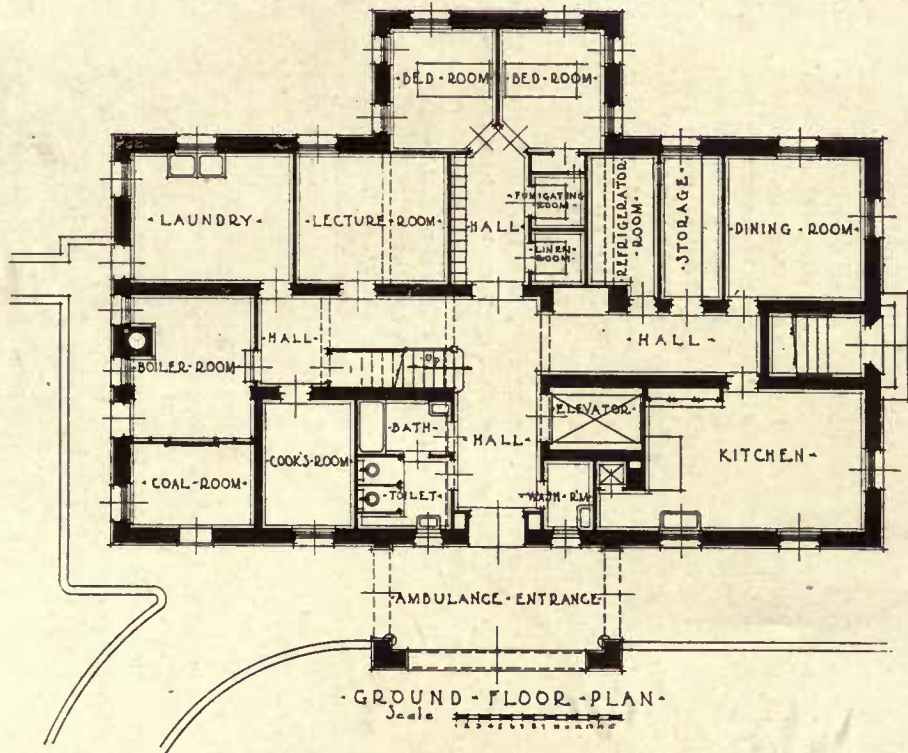 ·BED·ROOM·
·BED·ROOM·
·LAUNDRY·
·LECTURE·ROOM·
·HALL·
·FUMIGATING·
ROOM·
·LINEN·
ROOM·
·REFRIGERATOR·
ROOM·
·STORAGE·
·DINING·ROOM·
·BOILER·ROOM·
·HALL·
UP
·HALL·
·COAL·ROOM·
·COOK'S·ROOM·
·BATH·
·TOILET·
·HALL·
·ELEVATOR·
·WASH·R'M·
·KITCHEN·
·AMBULANCE·ENTRANCE·
·GROUND·FLOOR·PLAN·
Scale